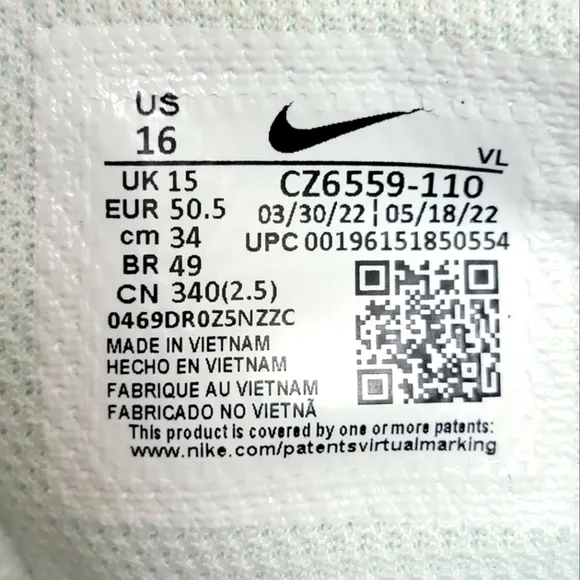 US
16
VL
UK 15
CZ6559-110
EUR 50.5
03/30/22 | 05/18/22
cm 34
UPC 00196151850554
BR 49
CN 340(2.5)
0469DR0Z5NZZC
MADE IN VIETNAM
HECHO EN VIETNAM
FABRIQUE AU VIETNAM
FABRICADO NO VIETNÃ
This product is covered by one or more patents:
www.nike.com/patentsvirtualmarking